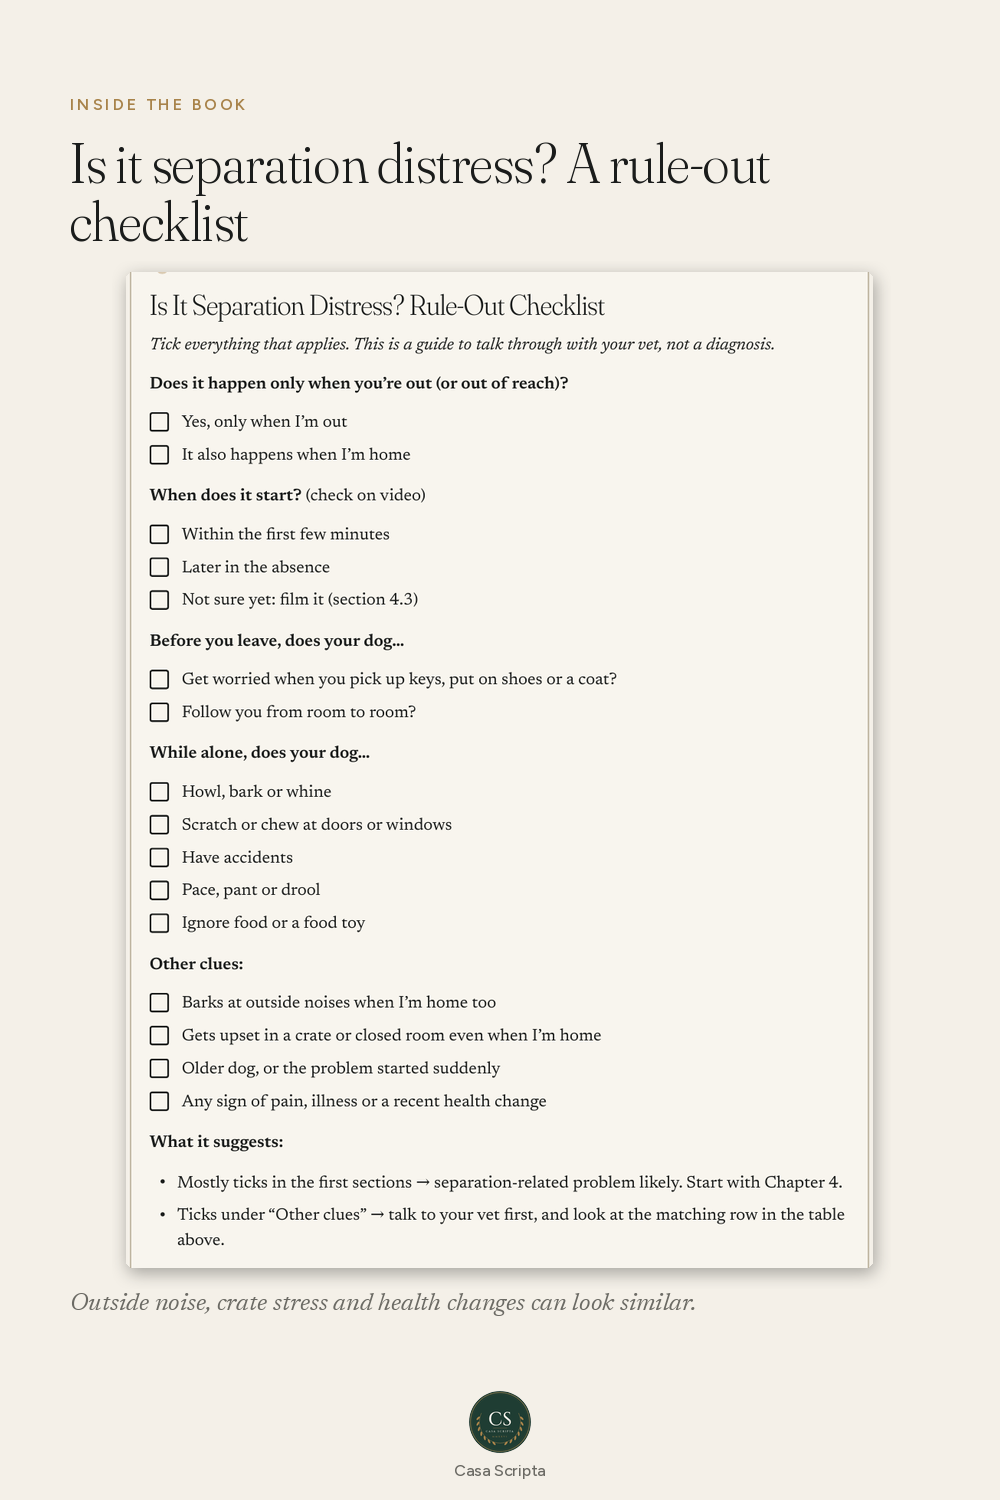 INSIDE THE BOOK
Is it separation distress? A rule-out
checklist
Is It Separation Distress? Rule-Out Checklist
Tick everything that applies. This is a guide to talk through with your vet, not a diagnosis.
Does it happen only when you’re out (or out of reach)?
Yes, only when I’m out
It also happens when I’m home
When does it start? (check on video)
Within the first few minutes
Later in the absence
Not sure yet: film it (section 4.3)
Before you leave, does your dog…
Get worried when you pick up keys, put on shoes or a coat?
Follow you from room to room?
While alone, does your dog…
Howl, bark or whine
Scratch or chew at doors or windows
Have accidents
Pace, pant or drool
Ignore food or a food toy
Other clues:
Barks at outside noises when I’m home too
Gets upset in a crate or closed room even when I’m home
Older dog, or the problem started suddenly
Any sign of pain, illness or a recent health change
What it suggests:
• Mostly ticks in the first sections → separation-related problem likely. Start with Chapter 4.
• Ticks under “Other clues” → talk to your vet first, and look at the matching row in the table
above.
Outside noise, crate stress and health changes can look similar.
CS
CASA SCRIPTA
Casa Scripta